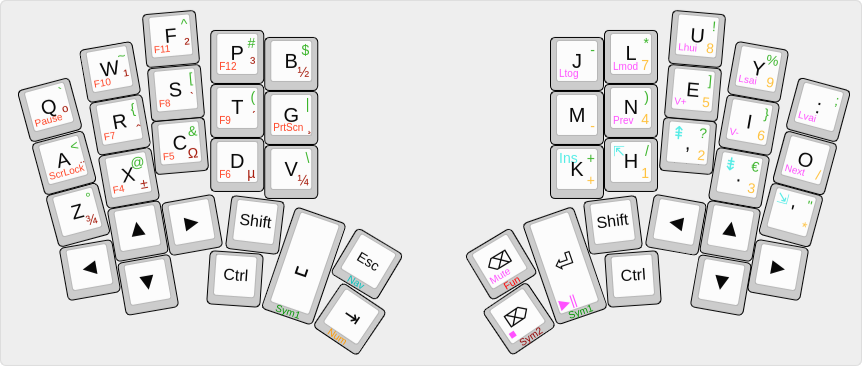 Q ` o Pause
W ~ 1 F10
F ^ 2 F11
P # 3 F12
B $ ½
A < ¨ ScrLock
R { ^ F7
S [ F8
T ( ´ F9
G | ¸ PrtScn
Z ° ¾
X @ ± F4
C & Ω F5
D µ F6
V \ ¼
Shift
Ctrl
␣ Sym1
Esc Nav
⇥ Num
J - Ltog
L * Lmod 7
U ! Lhui 8
Y % Lsai 9
: ; Lvai
M -
N ) Prev 4
E ] V+ 5
I } V- 6
O Next /
Ins + K +
H / 1
⇞ ? , 2
⇟ € . 3
⇲ " ' *
⌫ Mute Fun
⏎ Sym1
Shift
Ctrl
Sym2